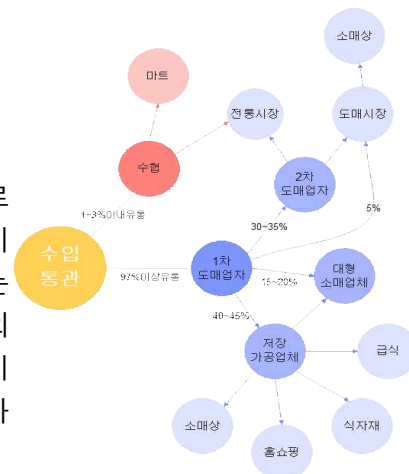 소매상
마트
전통시장
도매시장
수협
2차
도매업자
1~3%이내유통
5%
30~35%
수입
통관
97%이상유통
1차
도매업자
15~20%
대형
소매업체
40~45%
저장
가공업체
급식
소매상
홈쇼핑
식자재